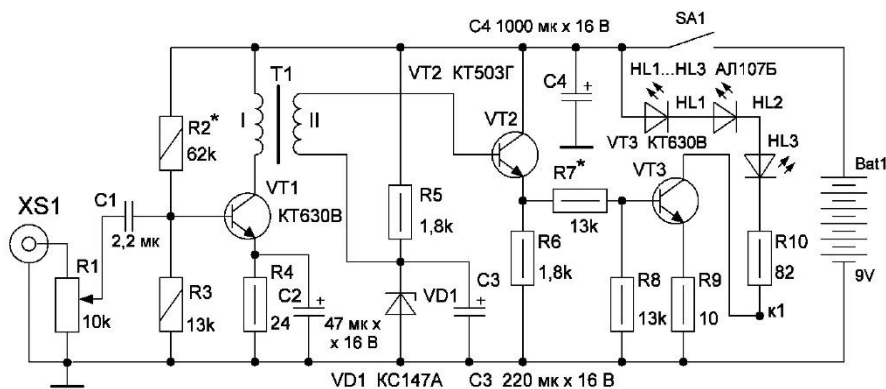 С4 1000 мк х 16 В
SA1
T1
VT2 КТ503Г
C4
+
HL1...HL3 АЛ107Б
HL1
HL2
R2*
62k
I
II
VT2
VT3 КТ630В
HL3
VT1
R7*
VT3
Bat1
C1
КТ630В
R5
1,8k
13k
XS1
2,2 мк
R6
1,8k
R10
82
R1
10k
R3
13k
R4
24
C2
+
VD1
C3
+
R8
13k
R9
10
к1
9V
47 мк х
х 16 В
VD1 КС147А
С3 220 мк х 16 В